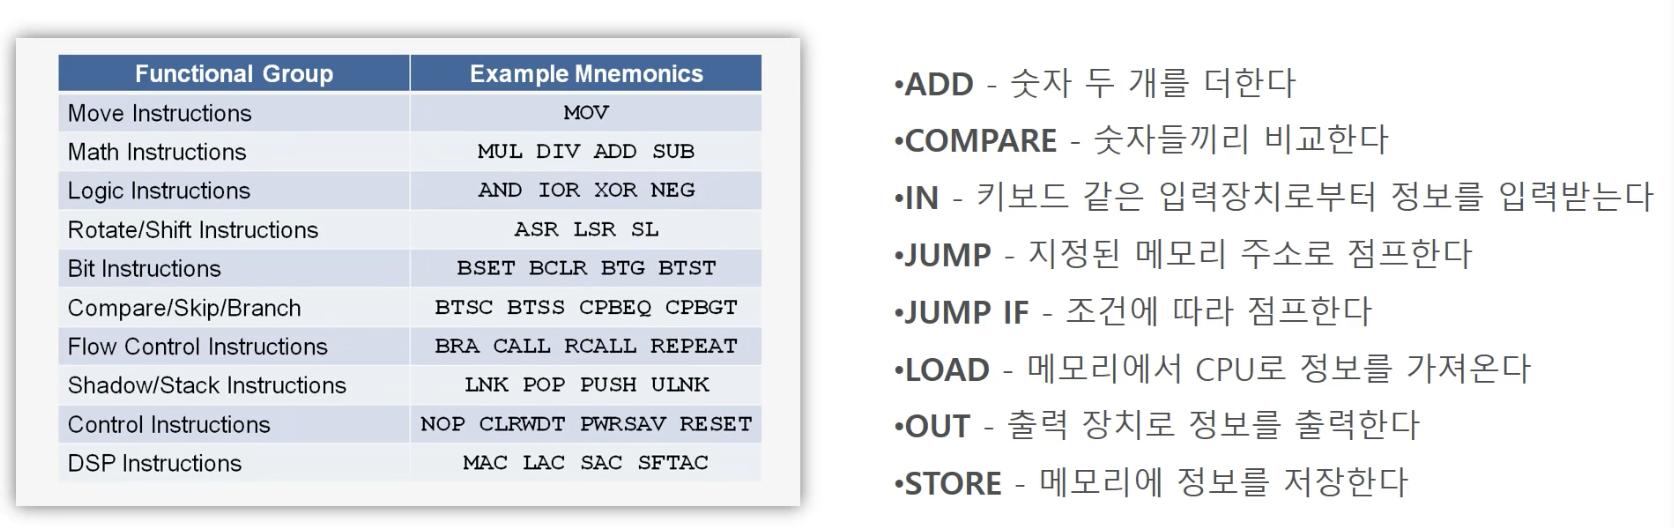 Functional Group Example Mnemonics
Move Instructions MOV
Math Instructions MUL DIV ADD SUB
Logic Instructions AND IOR XOR NEG
Rotate/Shift Instructions ASR LSR SL
Bit Instructions BSET BCLR BTG BTST
Compare/Skip/Branch BTSC BTSS CPBEQ CPBGT
Flow Control Instructions BRA CALL RCALL REPEAT
Shadow/Stack Instructions LNK POP PUSH ULNK
Control Instructions NOP CLRWDT PWRSAV RESET
DSP Instructions MAC LAC SAC SFTAC
•ADD - 숫자 두 개를 더한다
•COMPARE - 숫자들끼리 비교한다
•IN - 키보드 같은 입력장치로부터 정보를 입력받는다
•JUMP - 지정된 메모리 주소로 점프한다
•JUMP IF - 조건에 따라 점프한다
•LOAD - 메모리에서 CPU로 정보를 가져온다
•OUT - 출력 장치로 정보를 출력한다
•STORE - 메모리에 정보를 저장한다